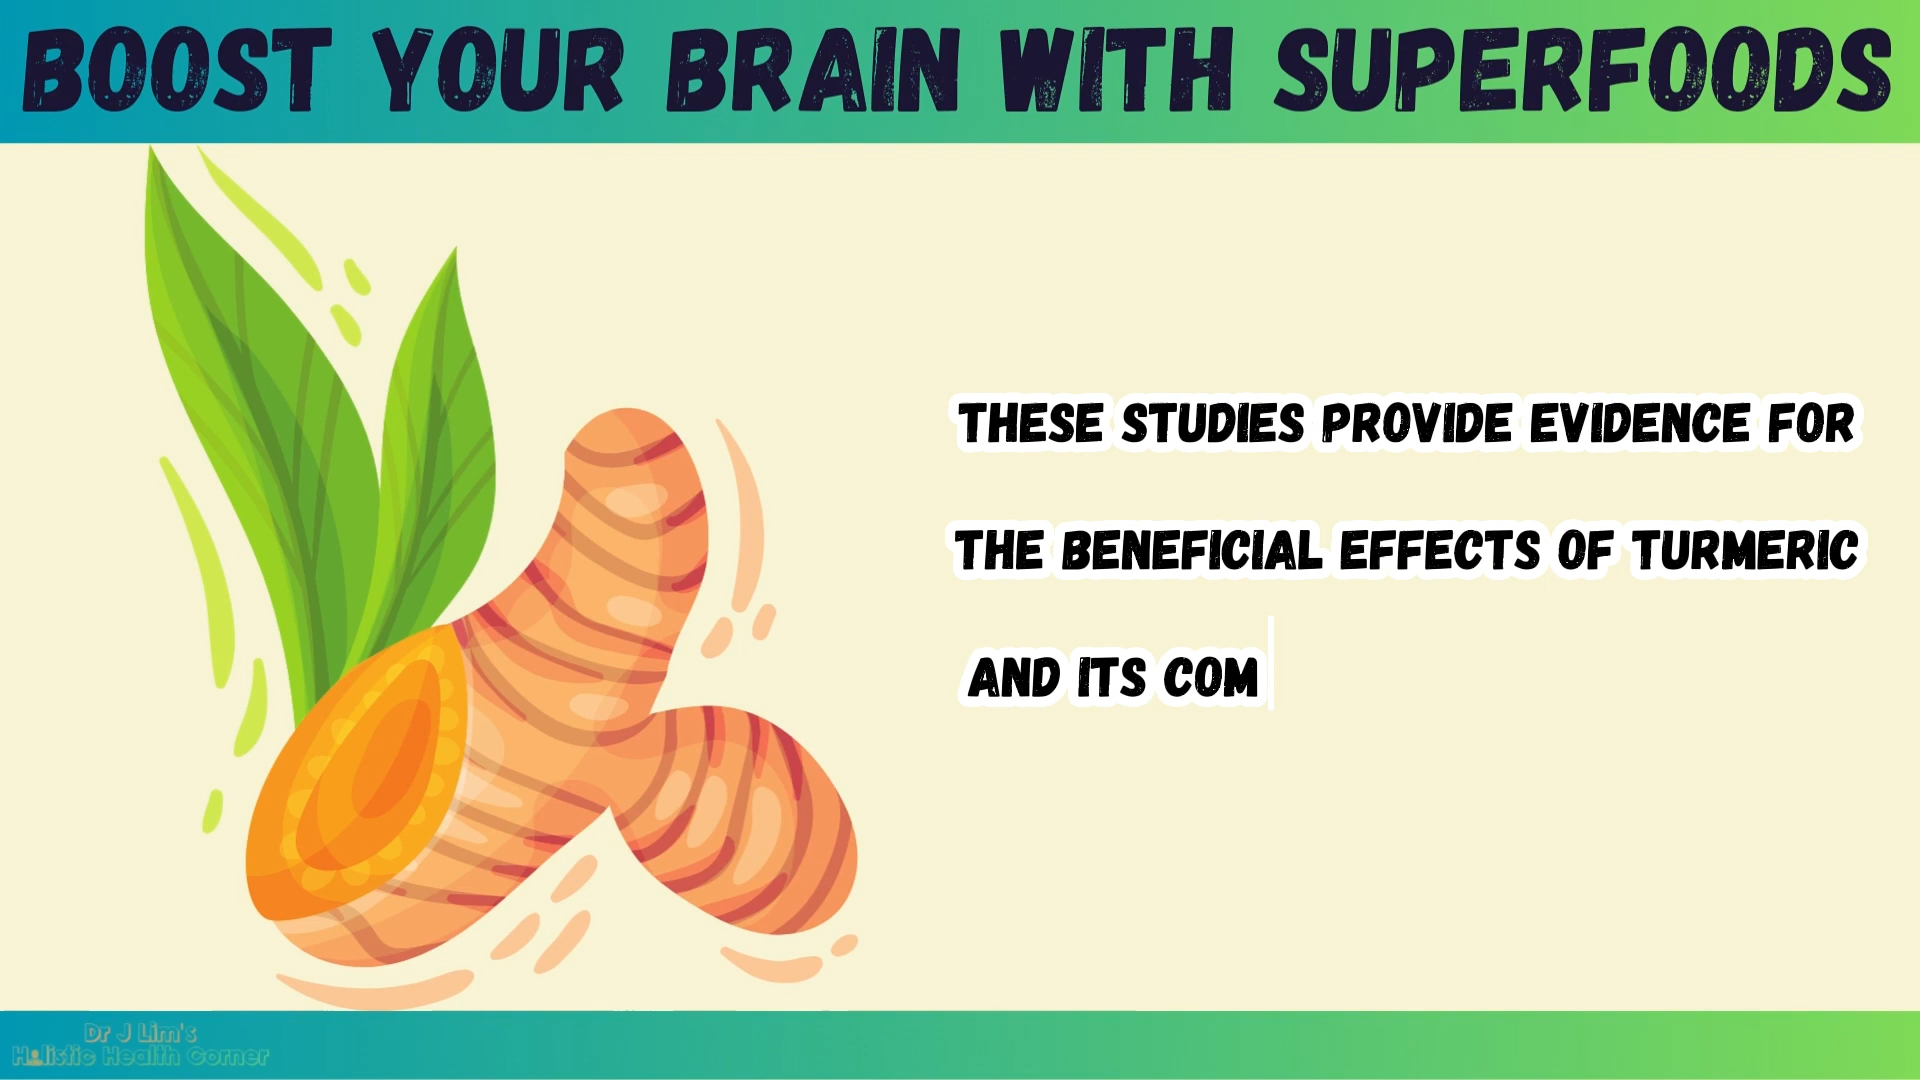 BOOST YOUR BRAIN WITH SUPERFOODS
THESE STUDIES PROVIDE EVIDENCE FOR
THE BENEFICIAL EFFECTS OF TURMERIC
AND ITS COM
Dr J Lim's
Holistic Health Corner